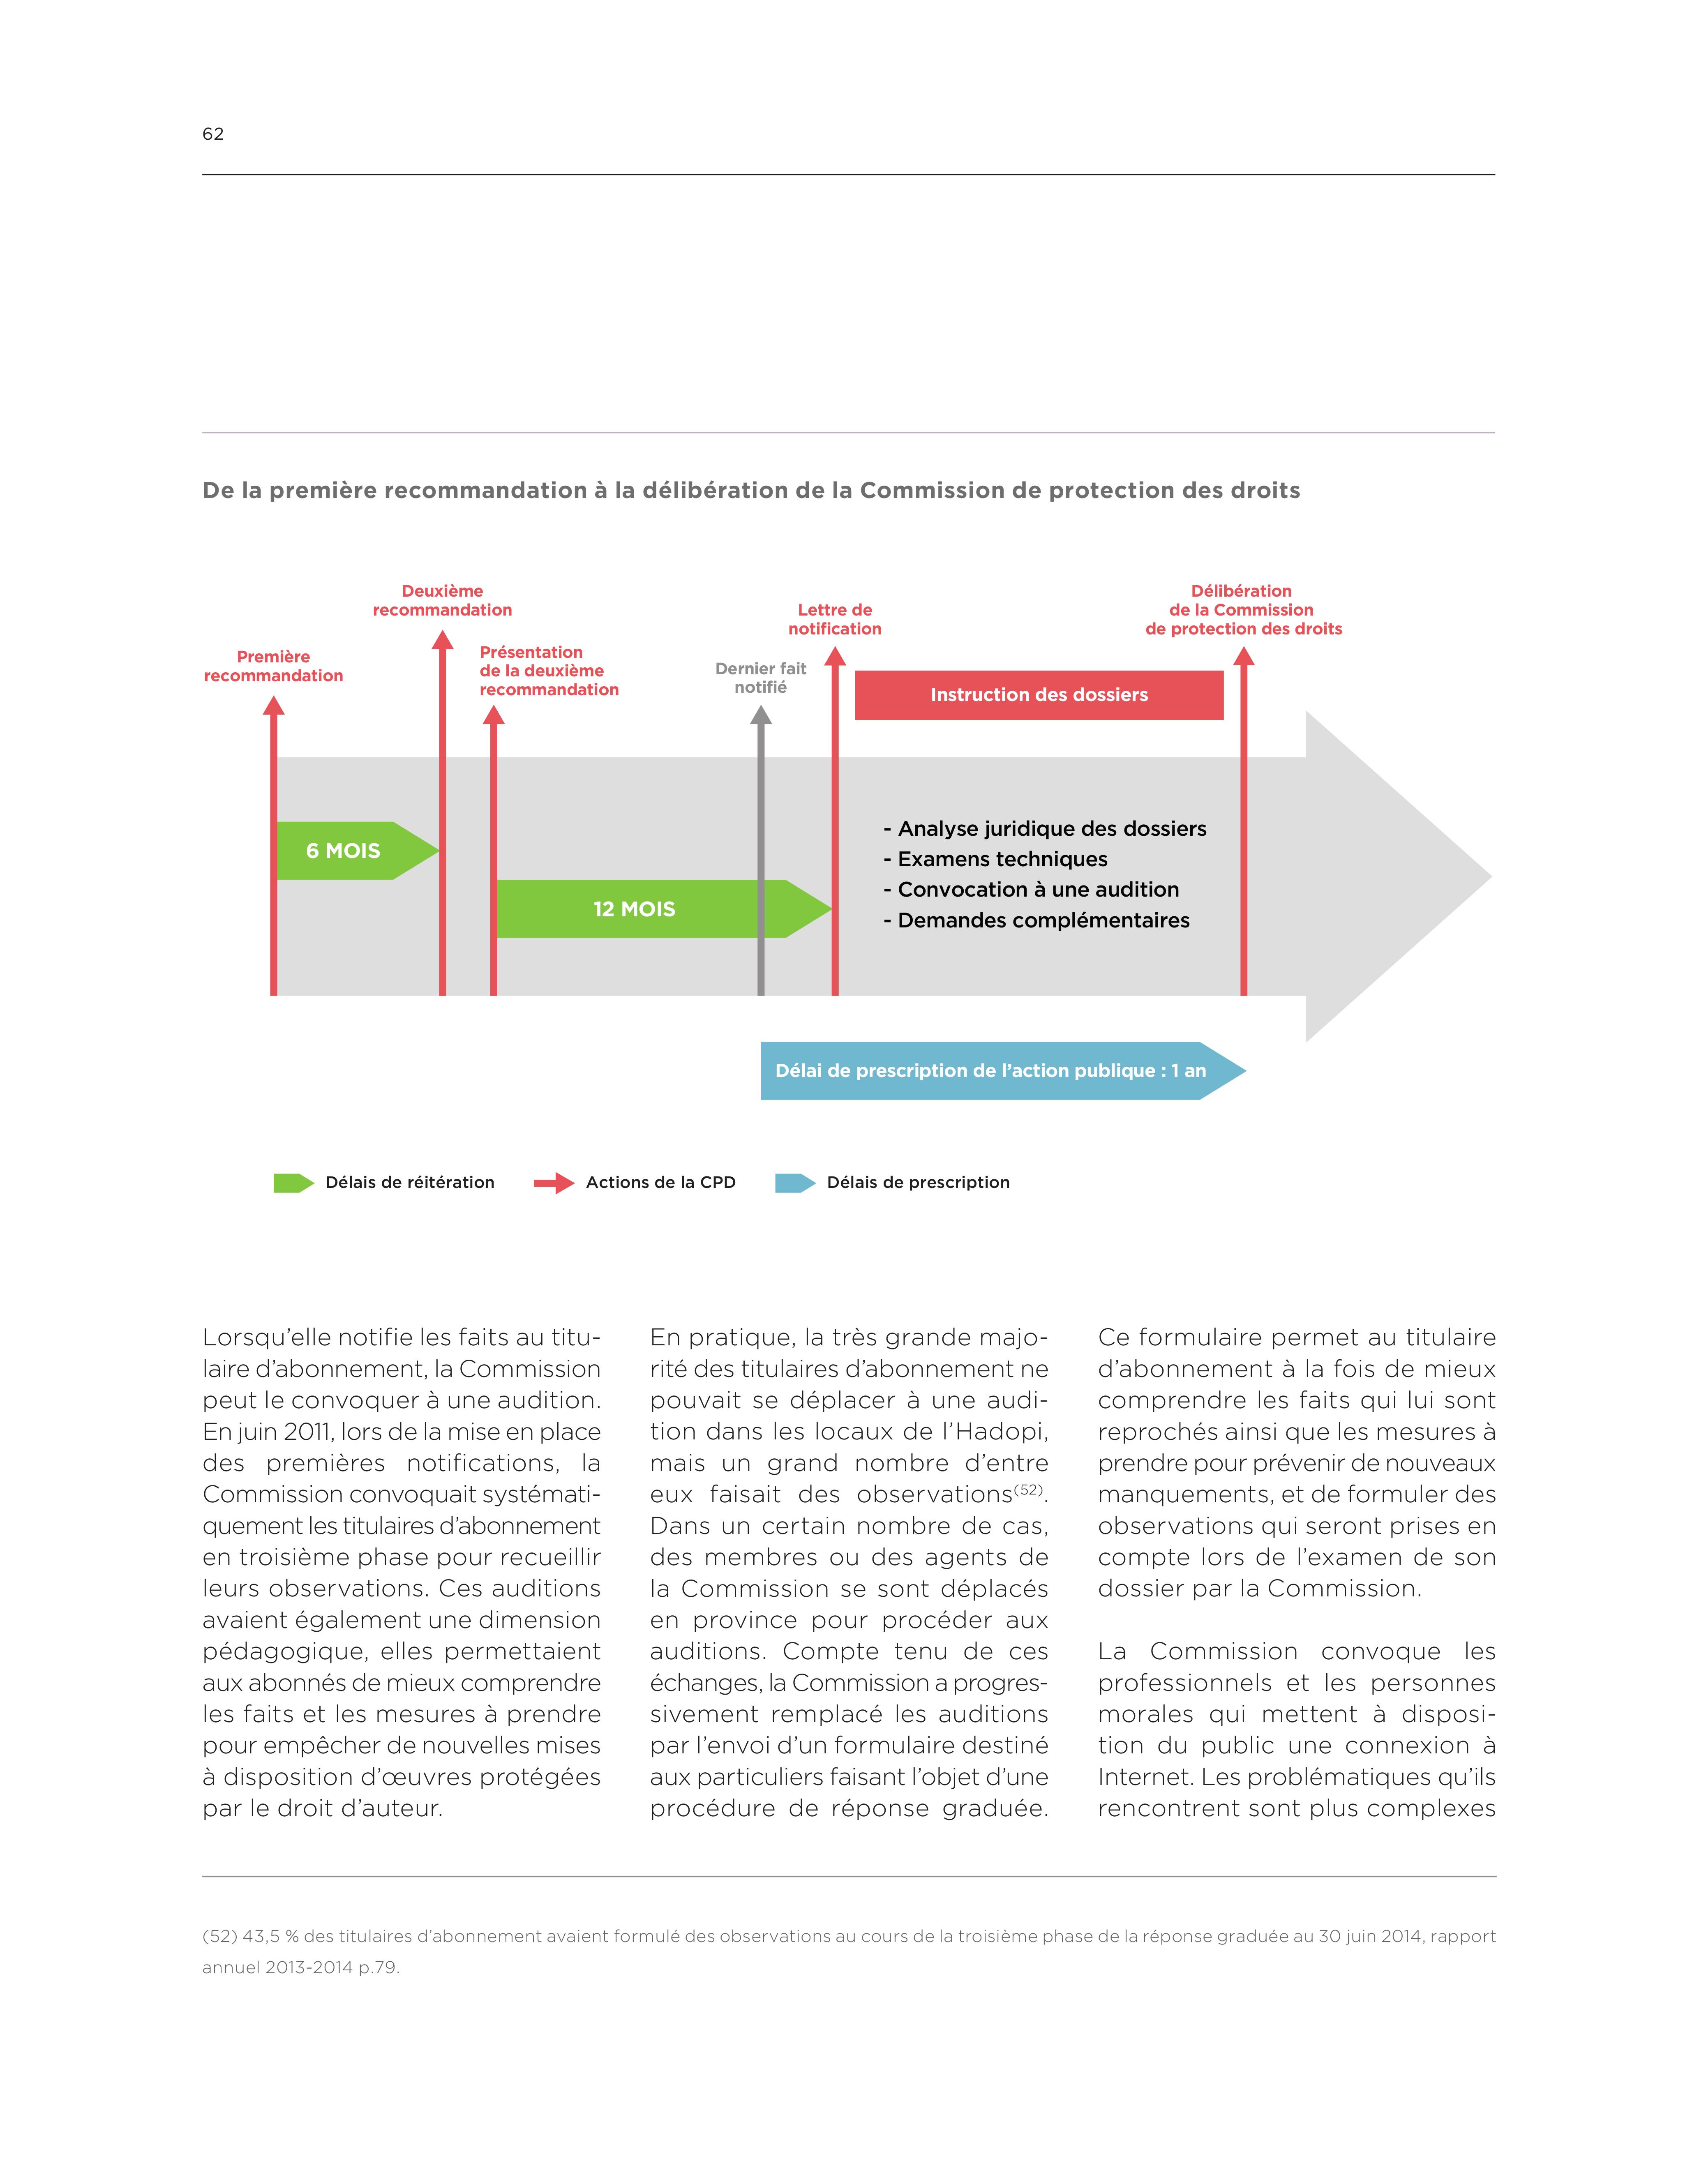 62
De la première recommandation à la délibération de la Commission de protection des droits
Première
recommandation
Deuxième
recommandation
Présentation
de la deuxième
recommandation
Dernier fait
notifié
Lettre de
notification
Instruction des dossiers
Délibération
de la Commission
de protection des droits
6 MOIS
12 MOIS
- Analyse juridique des dossiers
- Examens techniques
- Convocation à une audition
- Demandes complémentaires
Délai de prescription de l’action publique : 1 an
Délais de réitération
Actions de la CPD
Délais de prescription
Lorsqu’elle notifie les faits au titu-
laire d’abonnement, la Commission
peut le convoquer à une audition.
En juin 2011, lors de la mise en place
des premières notifications, la
Commission convoquait systémati-
quement les titulaires d’abonnement
en troisième phase pour recueillir
leurs observations. Ces auditions
avaient également une dimension
pédagogique, elles permettaient
aux abonnés de mieux comprendre
les faits et les mesures à prendre
pour empêcher de nouvelles mises
à disposition d’œuvres protégées
par le droit d’auteur.
En pratique, la très grande majo-
rité des titulaires d’abonnement ne
pouvait se déplacer à une audi-
tion dans les locaux de l’Hadopi,
mais un grand nombre d’entre
eux faisait des observations(52).
Dans un certain nombre de cas,
des membres ou des agents de
la Commission se sont déplacés
en province pour procéder aux
auditions. Compte tenu de ces
échanges, la Commission a progres-
sivement remplacé les auditions
par l’envoi d’un formulaire destiné
aux particuliers faisant l’objet d’une
procédure de réponse graduée.
Ce formulaire permet au titulaire
d’abonnement à la fois de mieux
comprendre les faits qui lui sont
reprochés ainsi que les mesures à
prendre pour prévenir de nouveaux
manquements, et de formuler des
observations qui seront prises en
compte lors de l’examen de son
dossier par la Commission.
La Commission convoque les
professionnels et les personnes
morales qui mettent à disposi-
tion du public une connexion à
Internet. Les problématiques qu’ils
rencontrent sont plus complexes
(52) 43,5 % des titulaires d’abonnement avaient formulé des observations au cours de la troisième phase de la réponse graduée au 30 juin 2014, rapport
annuel 2013-2014 p.79.